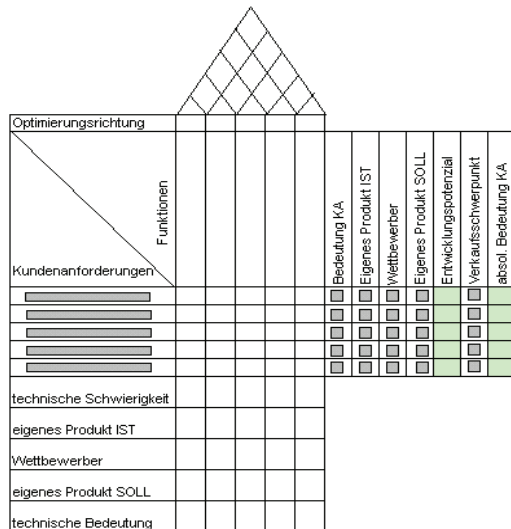 Optimierungsrichtung
Funktionen
Kundenanforderungen
Bedeutung KA
Eigenes Produkt IST
Wettbewerber
Eigenes Produkt SOLL
Entwicklungspotenzial
Verkaufsschwerpunkt
absol. Bedeutung KA
technische Schwierigkeit
eigenes Produkt IST
Wettbewerber
eigenes Produkt SOLL
technische Bedeutung